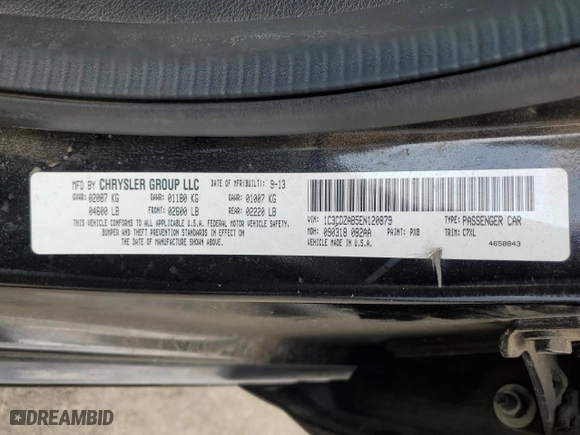 MFD BY CHRYSLER GROUP LLC DATE OF MFR(BUILT): 9-13
GVWR: 02087 KG GAWR: 01180 KG GAWR: 01007 KG
04600 LB FRONT: 02600 LB REAR: 02220 LB
THIS VEHICLE CONFORMS TO ALL APPLICABLE U.S.A. FEDERAL MOTOR VEHICLE SAFETY,
BUMPER AND THEFT PREVENTION STANDARDS IN EFFECT ON
THE DATE OF MANUFACTURE SHOWN ABOVE. MADE IN U.S.A.
VIN: 1C3CDZAB5EN120879 TYPE: PASSENGER CAR
MDH: 090318 082AA PAINT: PXB TRIM: C7XL
4658843
DREAMBID